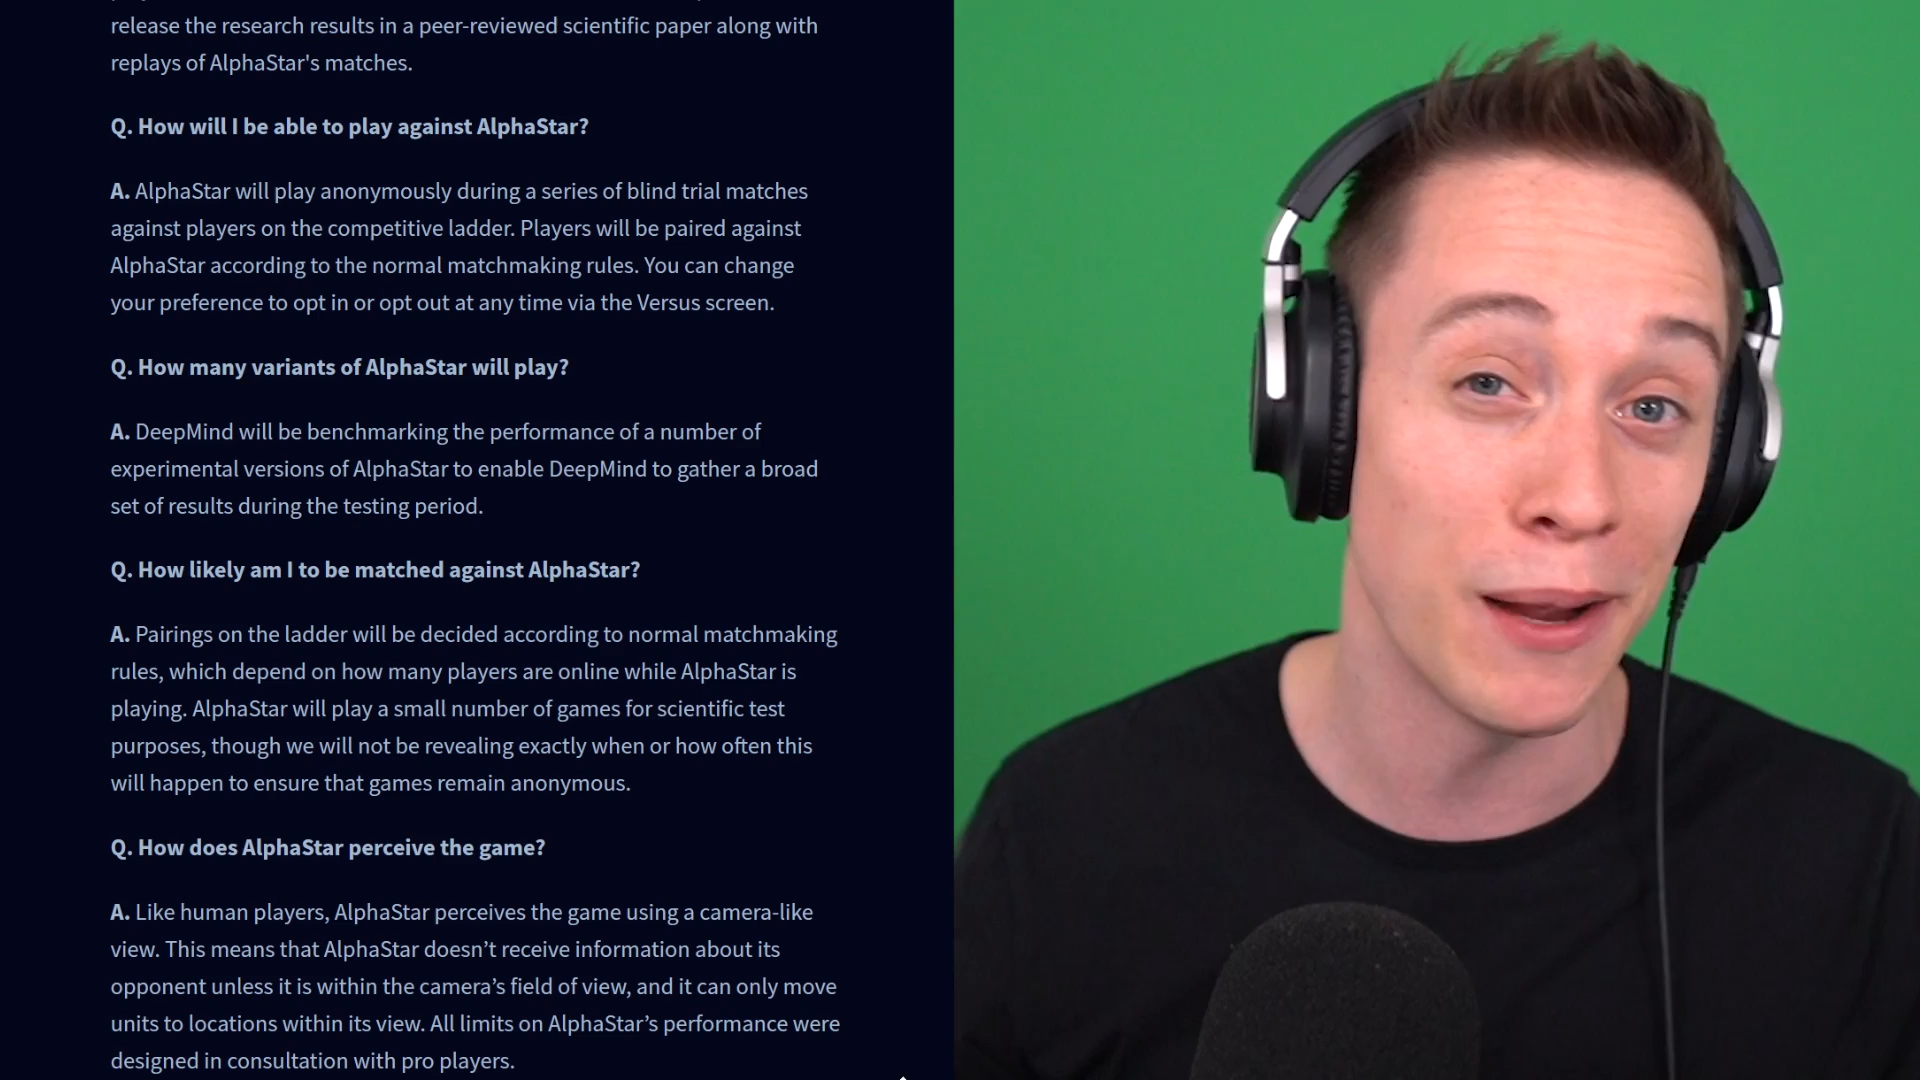 release the research results in a peer-reviewed scientific paper along with
replays of AlphaStar's matches.
Q. How will I be able to play against AlphaStar?
A. AlphaStar will play anonymously during a series of blind trial matches
against players on the competitive ladder. Players will be paired against
AlphaStar according to the normal matchmaking rules. You can change
your preference to opt in or opt out at any time via the Versus screen.
Q. How many variants of AlphaStar will play?
A. DeepMind will be benchmarking the performance of a number of
experimental versions of AlphaStar to enable DeepMind to gather a broad
set of results during the testing period.
Q. How likely am I to be matched against AlphaStar?
A. Pairings on the ladder will be decided according to normal matchmaking
rules, which depend on how many players are online while AlphaStar is
playing. AlphaStar will play a small number of games for scientific test
purposes, though we will not be revealing exactly when or how often this
will happen to ensure that games remain anonymous.
Q. How does AlphaStar perceive the game?
A. Like human players, AlphaStar perceives the game using a camera-like
view. This means that AlphaStar doesn’t receive information about its
opponent unless it is within the camera’s field of view, and it can only move
units to locations within its view. All limits on AlphaStar’s performance were
designed in consultation with pro players.